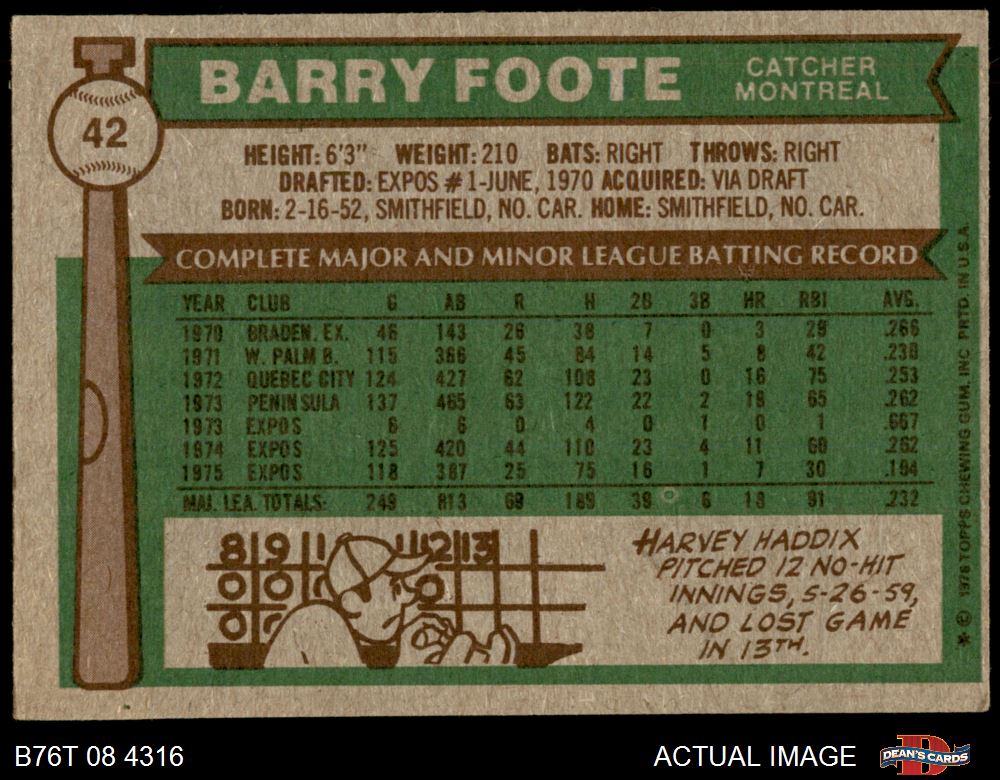 BARRY FOOTE
CATCHER
MONTREAL
42
HEIGHT: 6'3" WEIGHT: 210 BATS: RIGHT THROWS: RIGHT
DRAFTED: EXPOS #1-JUNE, 1970 ACQUIRED: VIA DRAFT
BORN: 2-16-52, SMITHFIELD, NO. CAR. HOME: SMITHFIELD, NO. CAR.
COMPLETE MAJOR AND MINOR LEAGUE BATTING RECORD
YEAR CLUB G AB R H 2B 3B HR RBI AVG.
1970 BRADEN. EX. 46 143 26 38 7 0 3 29 .266
1971 W. PALM B. 115 366 45 84 14 5 8 42 .230
1972 QUEBEC CITY 124 427 62 108 23 0 16 75 .253
1973 PENINSULA 137 465 63 122 22 2 19 65 .262
1973 EXPOS 6 6 0 4 0 1 0 1 .667
1974 EXPOS 125 420 44 110 23 4 11 60 .262
1975 EXPOS 118 387 25 75 16 1 7 30 .194
MAJ. LEA. TOTALS: 249 813 69 189 39 6 18 91 .232
8 9 1 112 13
0 0
0 0
HARVEY HADDIX
PITCHED 12 NO-HIT
INNINGS, 5-26-59,
AND LOST GAME
IN 13TH.
* © 1976 TOPPS CHEWING GUM, INC. PRTD. IN U.S.A.
B76T 08 4316
ACTUAL IMAGE
DEAN'S CARDS